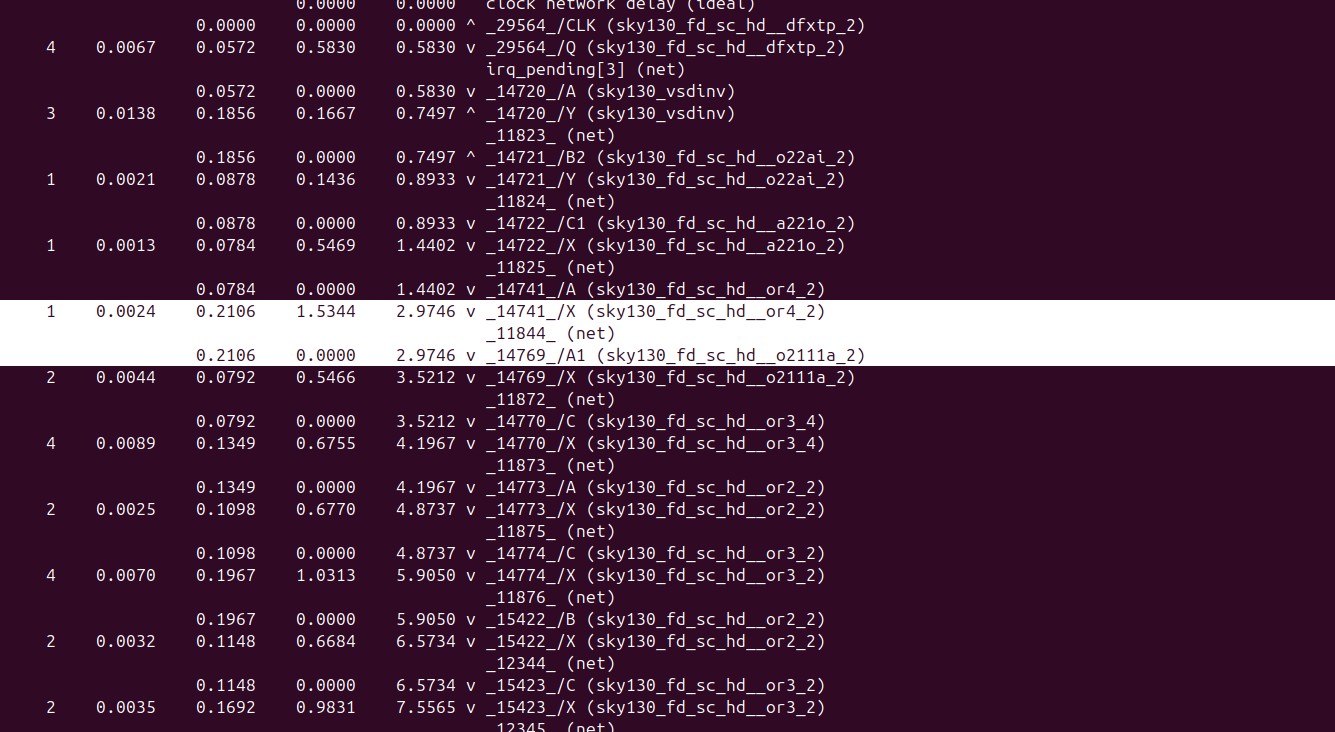 0.0000 0.0000 clock network delay (ideal)
0.0000 0.0000 0.0000 ^ _29564_/CLK (sky130_fd_sc_hd__dfxtp_2)
4 0.0067 0.0572 0.5830 0.5830 v _29564_/Q (sky130_fd_sc_hd__dfxtp_2)
irq_pending[3] (net)
0.0572 0.0000 0.5830 v _14720_/A (sky130_vsdinv)
3 0.0138 0.1856 0.1667 0.7497 ^ _14720_/Y (sky130_vsdinv)
_11823_ (net)
0.1856 0.0000 0.7497 ^ _14721_/B2 (sky130_fd_sc_hd__o22ai_2)
1 0.0021 0.0878 0.1436 0.8933 v _14721_/Y (sky130_fd_sc_hd__o22ai_2)
_11824_ (net)
0.0878 0.0000 0.8933 v _14722_/C1 (sky130_fd_sc_hd__a221o_2)
1 0.0013 0.0784 0.5469 1.4402 v _14722_/X (sky130_fd_sc_hd__a221o_2)
_11825_ (net)
0.0784 0.0000 1.4402 v _14741_/A (sky130_fd_sc_hd__or4_2)
1 0.0024 0.2106 1.5344 2.9746 v _14741_/X (sky130_fd_sc_hd__or4_2)
_11844_ (net)
0.2106 0.0000 2.9746 v _14769_/A1 (sky130_fd_sc_hd__o2111a_2)
2 0.0044 0.0792 0.5466 3.5212 v _14769_/X (sky130_fd_sc_hd__o2111a_2)
_11872_ (net)
0.0792 0.0000 3.5212 v _14770_/C (sky130_fd_sc_hd__or3_4)
4 0.0089 0.1349 0.6755 4.1967 v _14770_/X (sky130_fd_sc_hd__or3_4)
_11873_ (net)
0.1349 0.0000 4.1967 v _14773_/A (sky130_fd_sc_hd__or2_2)
2 0.0025 0.1098 0.6770 4.8737 v _14773_/X (sky130_fd_sc_hd__or2_2)
_11875_ (net)
0.1098 0.0000 4.8737 v _14774_/C (sky130_fd_sc_hd__or3_2)
4 0.0070 0.1967 1.0313 5.9050 v _14774_/X (sky130_fd_sc_hd__or3_2)
_11876_ (net)
0.1967 0.0000 5.9050 v _15422_/B (sky130_fd_sc_hd__or2_2)
2 0.0032 0.1148 0.6684 6.5734 v _15422_/X (sky130_fd_sc_hd__or2_2)
_12344_ (net)
0.1148 0.0000 6.5734 v _15423_/C (sky130_fd_sc_hd__or3_2)
2 0.0035 0.1692 0.9831 7.5565 v _15423_/X (sky130_fd_sc_hd__or3_2)
_12345_ (net)